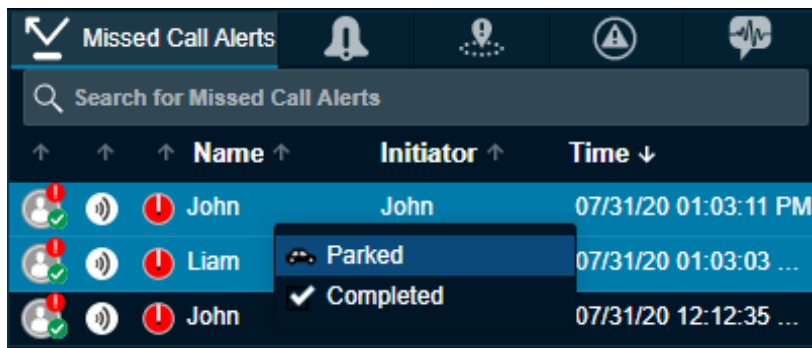 Missed Call Alerts
Search for Missed Call Alerts
Name Initiator Time
John John 07/31/20 01:03:11 PM
Liam 07/31/20 01:03:03 ...
Parked
Completed
John 07/31/20 12:12:35 ...